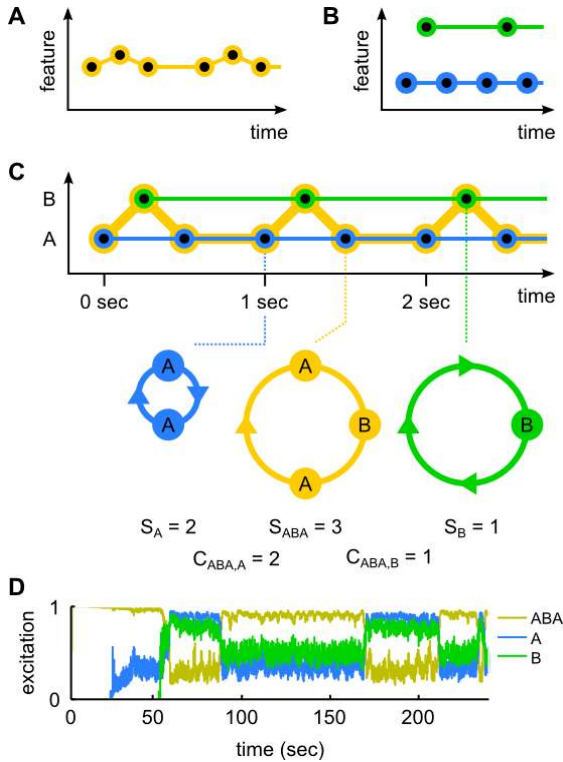 A
feature
time
B
feature
time
C
B
A
0 sec
1 sec
2 sec
time
A
A
A
B
A
B
S_A = 2
S_ABA = 3
S_B = 1
C_ABA,A = 2
C_ABA,B = 1
D
excitation
1
0
0
50
100
150
200
time (sec)
ABA
A
B